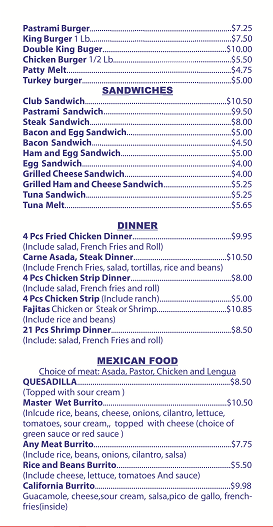 Pastrami Burger..............................$7.25
King Burger 1 Lb..............................$7.50
Double King Buger..............................$10.00
Chicken Burger 1/2 Lb..............................$5.50
Patty Melt..............................$4.75
Turkey burger..............................$5.00
SANDWICHES
Club Sandwich..............................$10.50
Pastrami Sandwich..............................$9.50
Steak Sandwich..............................$8.00
Bacon and Egg Sandwich..............................$5.00
Bacon Sandwich..............................$4.50
Ham and Egg Sandwich..............................$5.00
Egg Sandwich..............................$4.00
Grilled Cheese Sandwich..............................$4.00
Grilled Ham and Cheese Sandwich..............................$5.25
Tuna Sandwich..............................$5.25
Tuna Melt..............................$5.65
DINNER
4 Pcs Fried Chicken Dinner..............................$9.95
(Include salad, French Fries and Roll)
Carne Asada, Steak Dinner..............................$10.50
(Include French Fries, salad, tortillas, rice and beans)
4 Pcs Chicken Strip Dinner..............................$8.00
(Include salad, French fries and roll)
4 Pcs Chicken Strip (Include ranch)..............................$5.00
Fajitas Chicken or Steak or Shrimp..............................$10.85
(Include rice and beans)
21 Pcs Shrimp Dinner..............................$8.50
(Include: salad, French Fries and roll)
MEXICAN FOOD
Choice of meat: Asada, Pastor, Chicken and Lengua
QUESADILLA..............................$8.50
(Topped with sour cream )
Master Wet Burrito..............................$10.50
(Inlcude rice, beans, cheese, onions, cilantro, lettuce,
tomatoes, sour cream,, topped with cheese (choice of
green sauce or red sauce )
Any Meat Burrito..............................$7.75
(Include rice, beans, onions, cilantro, salsa)
Rice and Beans Burrito..............................$5.50
(Include cheese, lettuce, tomatoes And sauce)
California Burrito..............................$9.98
Guacamole, cheese,sour cream, salsa,pico de gallo, french-
fries(inside)